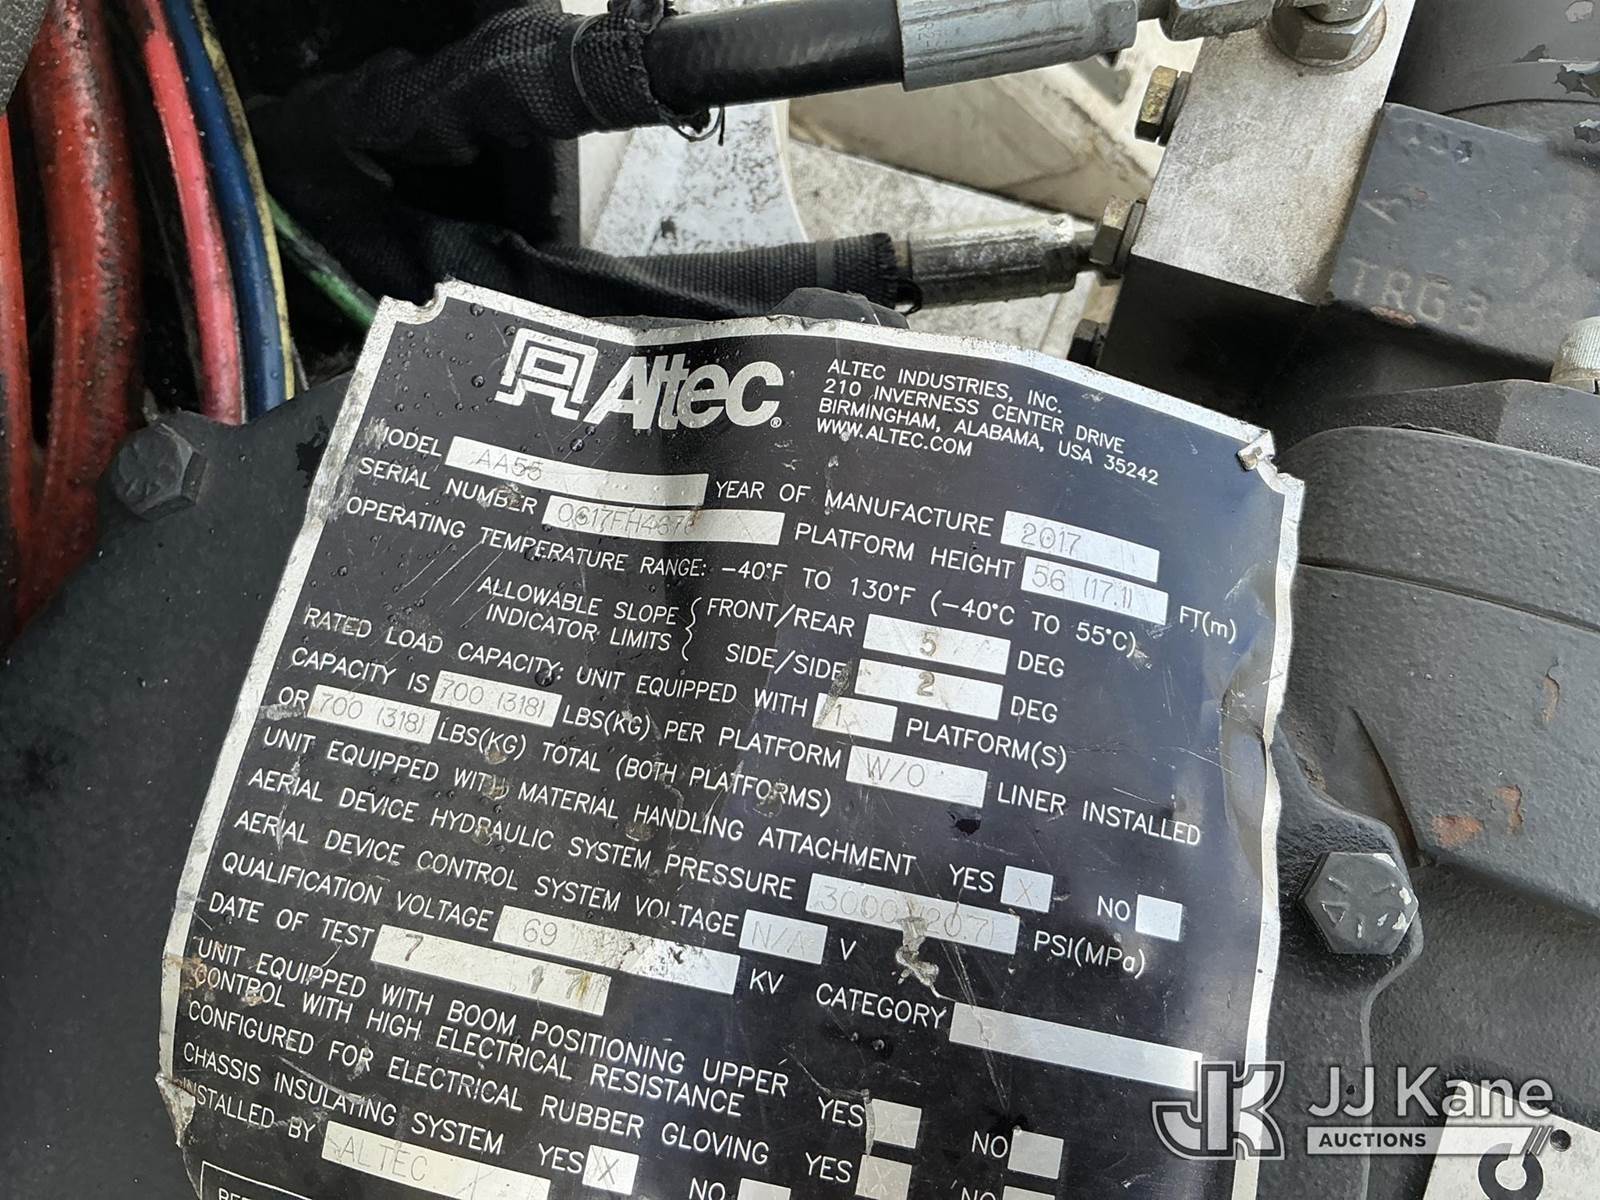 TRG 3
Altec®
ALTEC INDUSTRIES, INC.
210 INVERNESS CENTER DRIVE
BIRMINGHAM, ALABAMA, USA 35242
WWW.ALTEC.COM
MODEL AA55 YEAR OF MANUFACTURE 2017
SERIAL NUMBER PLATFORM HEIGHT 56 (17.1) FT(m)
OPERATING TEMPERATURE RANGE: -40°F TO 130°F (-40°C TO 55°C)
ALLOWABLE SLOPE { FRONT/REAR 5 DEG
INDICATOR LIMITS { SIDE/SIDE 2 DEG
RATED LOAD CAPACITY: UNIT EQUIPPED WITH 1 PLATFORM(S)
CAPACITY IS 700 (318) LBS(KG) PER PLATFORM W/O LINER INSTALLED
OR 700 (318) LBS(KG) TOTAL (BOTH PLATFORMS)
UNIT EQUIPPED WITH MATERIAL HANDLING ATTACHMENT YES X NO
AERIAL DEVICE HYDRAULIC SYSTEM PRESSURE 3000 (20.7) PSI(MPa)
AERIAL DEVICE CONTROL SYSTEM VOLTAGE N/A V
QUALIFICATION VOLTAGE 69 KV CATEGORY
DATE OF TEST 7 17
UNIT EQUIPPED WITH BOOM POSITIONING UPPER
CONTROL WITH HIGH ELECTRICAL RESISTANCE YES NO
CONFIGURED FOR ELECTRICAL RUBBER GLOVING YES X NO
CHASSIS INSULATING SYSTEM YES X NO
INSTALLED BY ALTEC
JK JJ Kane
AUCTIONS